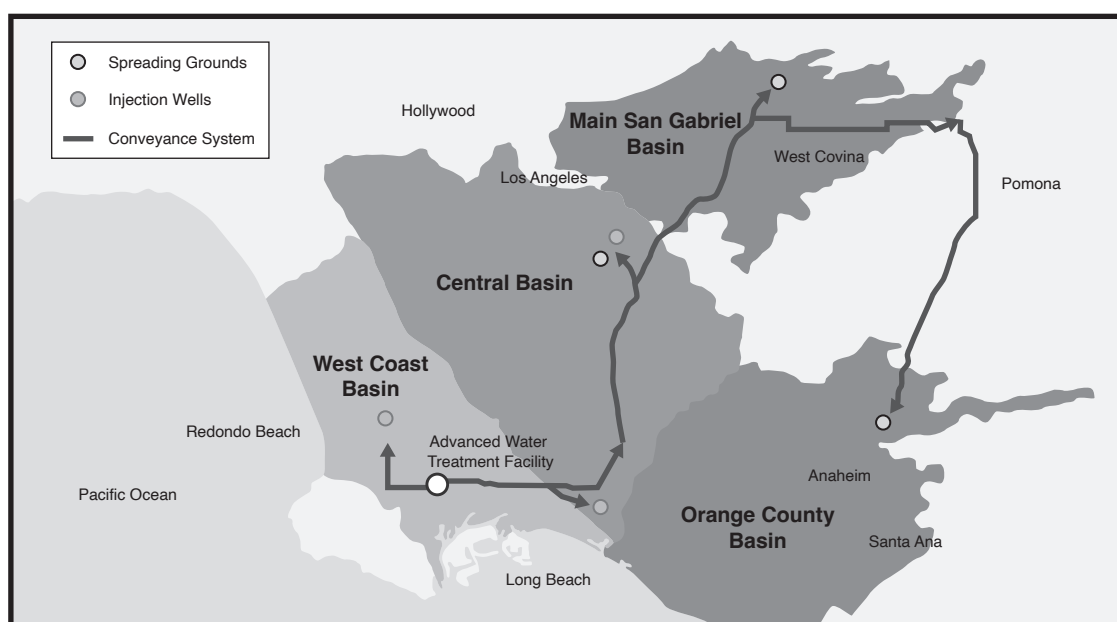 Spreading Grounds
Injection Wells
Conveyance System
Hollywood
Main San Gabriel
Basin
West Covina
Los Angeles
Pomona
Central Basin
West Coast
Basin
Redondo Beach
Advanced Water
Treatment Facility
Anaheim
Pacific Ocean
Orange County
Basin
Santa Ana
Long Beach